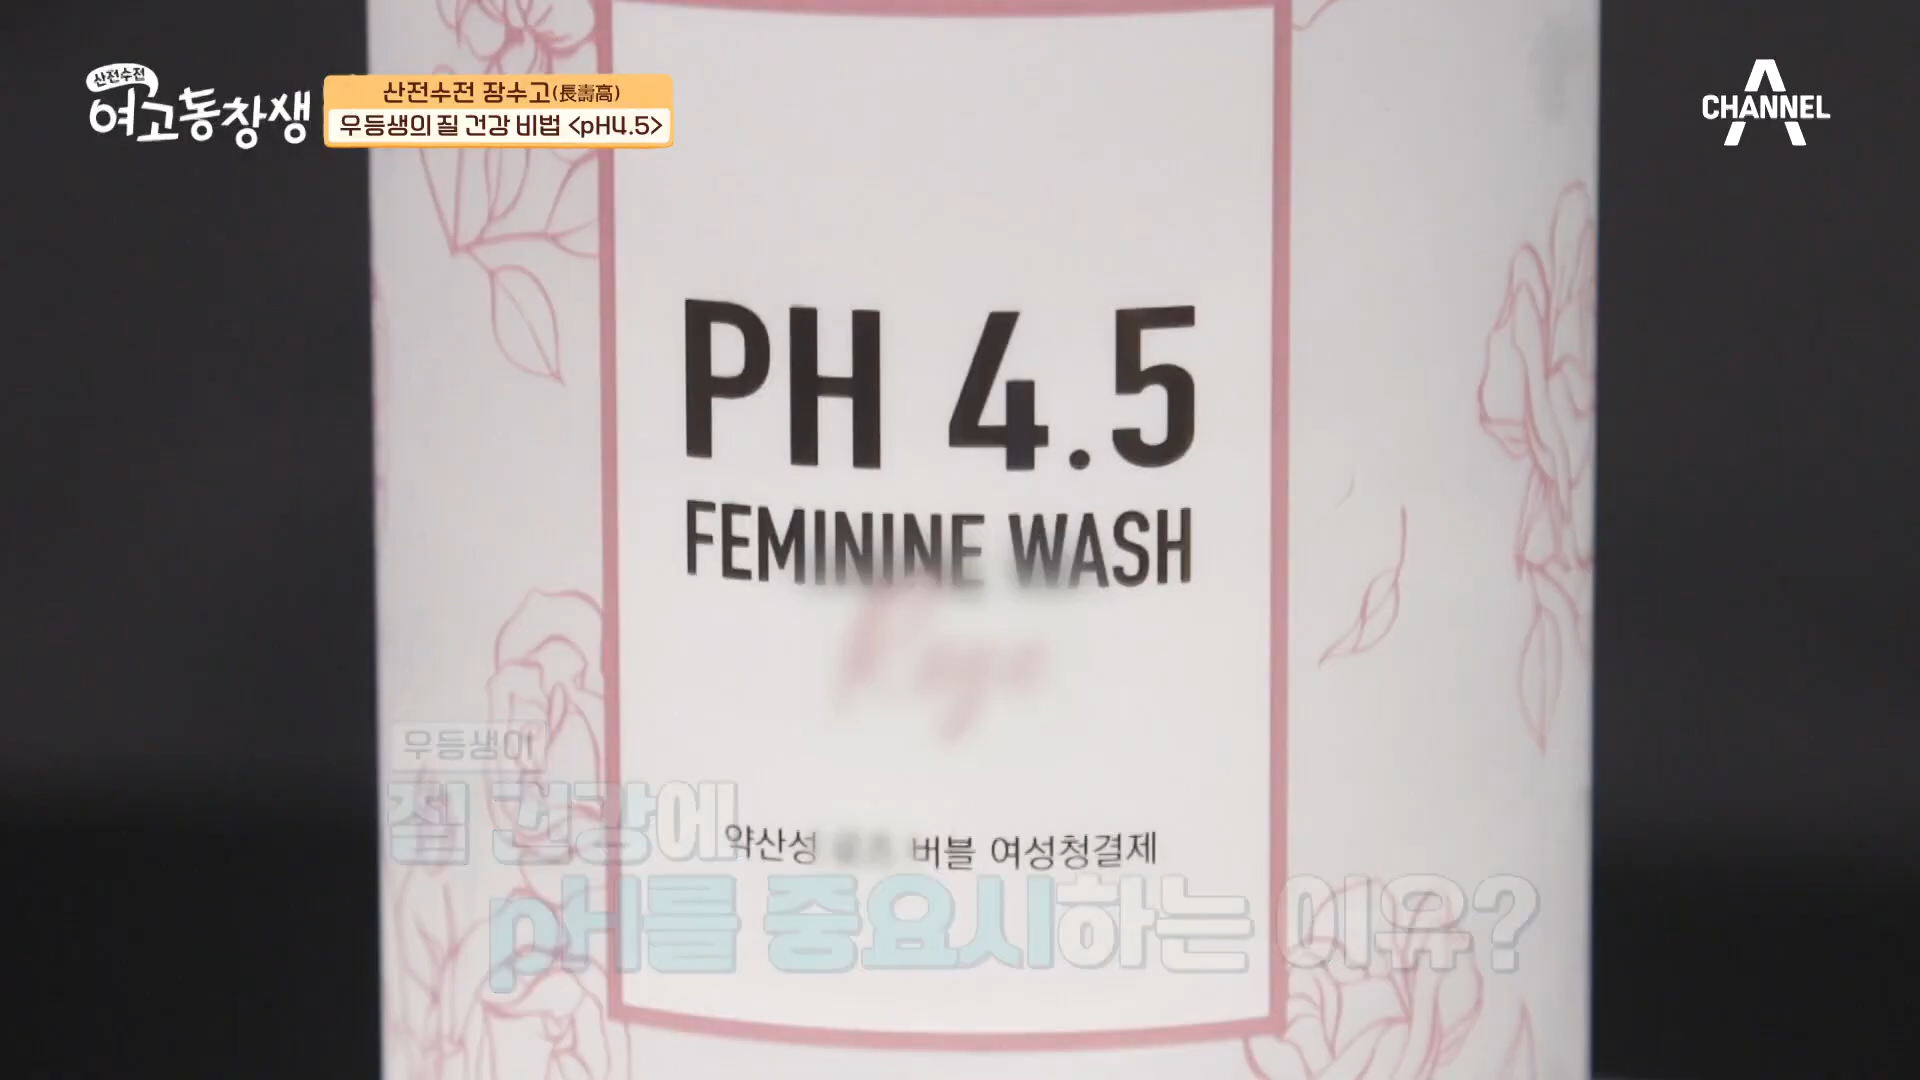 산전수전
여고동창생
산전수전 장수고(長壽高)
우등생의 질 건강 비법 <pH4.5>
CHANNEL A
PH 4.5
FEMININE WASH
약산성 버블 여성청결제
우등생이
질 건강에
pH를 중요시하는 이유?